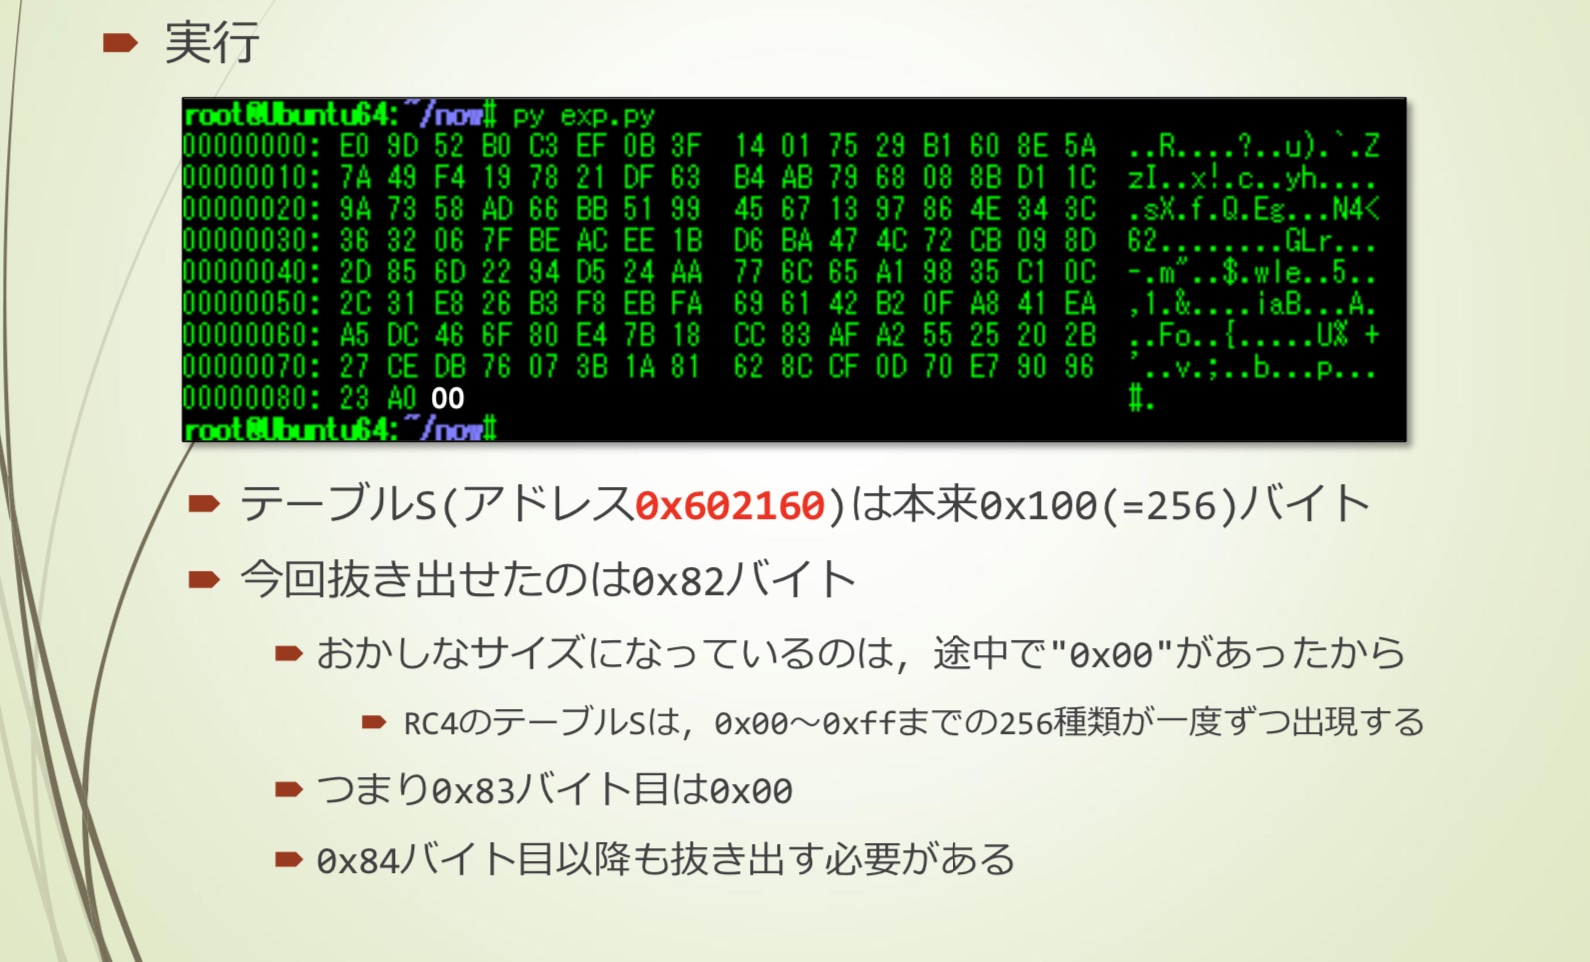 実行
root@Ubuntu64:~/now# py exp.py
00000000: E0 9D 52 B0 C3 EF 0B 3F  14 01 75 29 B1 60 8E 5A  ..R....?..u).`.Z
00000010: 7A 49 F4 19 78 21 DF 63  B4 AB 79 68 08 8B D1 1C  zI..x!.c..yh....
00000020: 9A 73 58 AD 66 BB 51 99  45 67 13 97 86 4E 34 3C  .sX.f.Q.Eg...N4<
00000030: 36 32 06 7F BE AC EE 1B  D6 BA 47 4C 72 CB 09 8D  62........GLr...
00000040: 2D 85 6D 22 94 D5 24 AA  77 6C 65 A1 98 35 C1 0C  -.m"..$.wle..5..
00000050: 2C 31 E8 26 B3 F8 EB FA  69 61 42 B2 0F A8 41 EA  ,1.&....iaB...A.
00000060: A5 DC 46 6F 80 E4 7B 18  CC 83 AF A2 55 25 20 2B  ..Fo..{.....U% +
00000070: 27 CE DB 76 07 3B 1A 81  62 8C CF 0D 70 E7 90 96  '..v.;..b...p...
00000080: 23 A0 00  #.
root@Ubuntu64:~/now#
テーブルS(アドレス0x602160)は本来0x100(=256)バイト
今回抜き出せたのは0x82バイト
おかしなサイズになっているのは，途中で"0x00"があったから
RC4のテーブルSは，0x00～0xffまでの256種類が一度ずつ出現する
つまり0x83バイト目は0x00
0x84バイト目以降も抜き出す必要がある